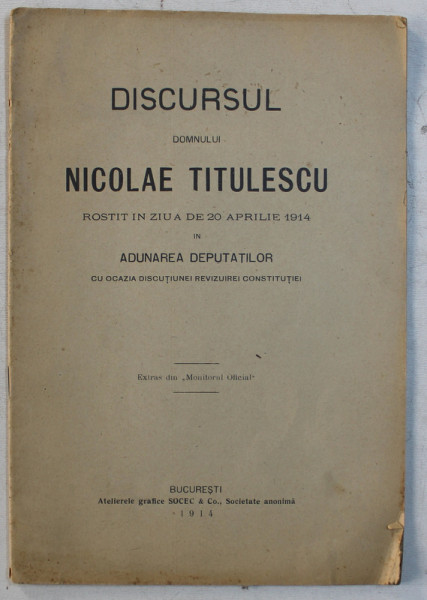 DISCURSUL
DOMNULUI
NICOLAE TITULESCU
ROSTIT IN ZIUA DE 20 APRILIE 1914
IN
ADUNAREA DEPUTATILOR
CU OCAZIA DISCUȚIUNEI REVIZUIREI CONSTITUȚIEI
Extras din „Monitorul Oficial“
BUCUREȘTI
Atelierele grafice SOCEC & Co., Societate anonimă
1914